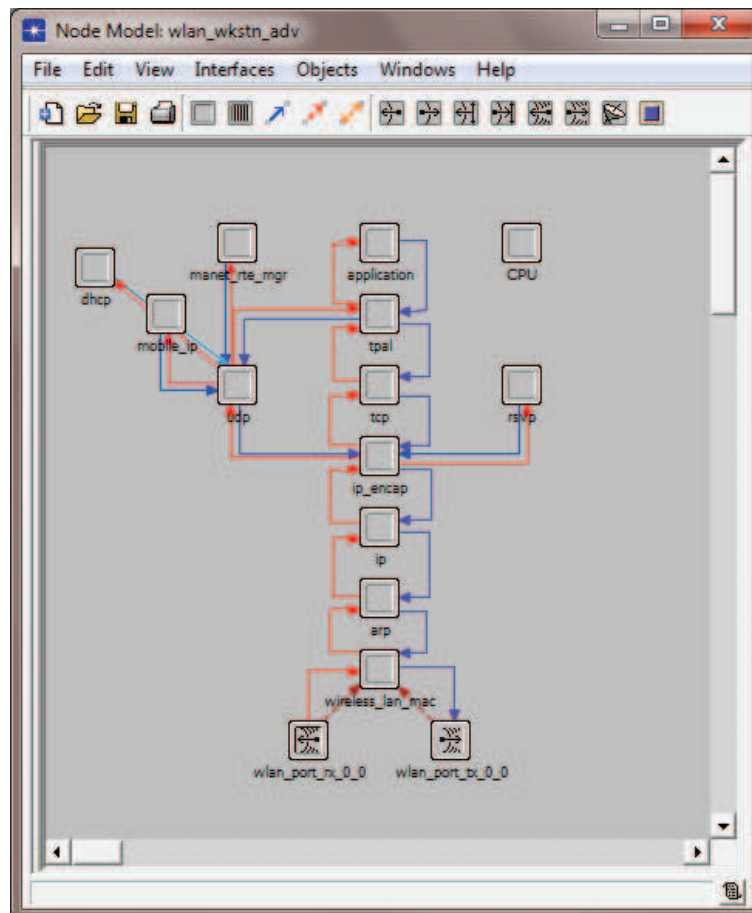 Node Model: wlan_wkstn_adv
File Edit View Interfaces Objects Windows Help
manet_rte_mgr
application
CPU
dhcp
mobile_ip
tpal
udp
tcp
rsvp
ip_encap
ip
arp
wireless_lan_mac
wlan_port_rx_0_0
wlan_port_tx_0_0